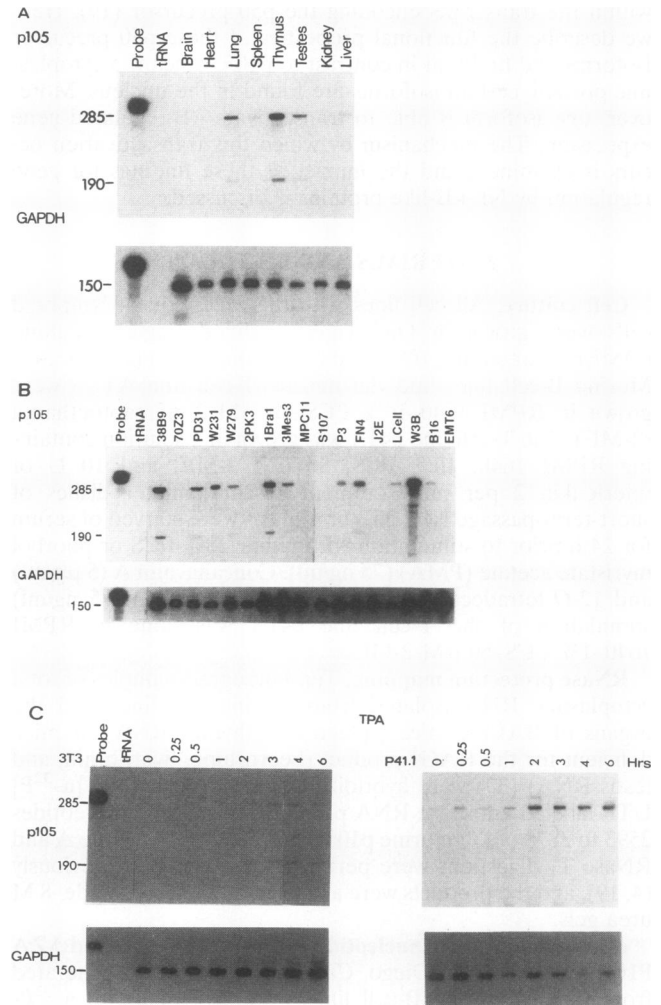 A
p105
Probe tRNA Brain Heart Lung Spleen Thymus Testes Kidney Liver
285-
190-
GAPDH
150-
B
p105
Probe tRNA 38B9 70Z3 PD31 W231 W279 2PK3 1Bra1 3Mes3 MPC11 S107 P3 FN4 J2E LCell W3B B16 EMT6
285-
190-
GAPDH
150-
C
TPA
3T3 Probe tRNA 0 0.25 0.5 1 2 3 4 P41.1 0 0.25 0.5 1 2 3 4 6 Hrs
285-
p105
190-
GAPDH
150-